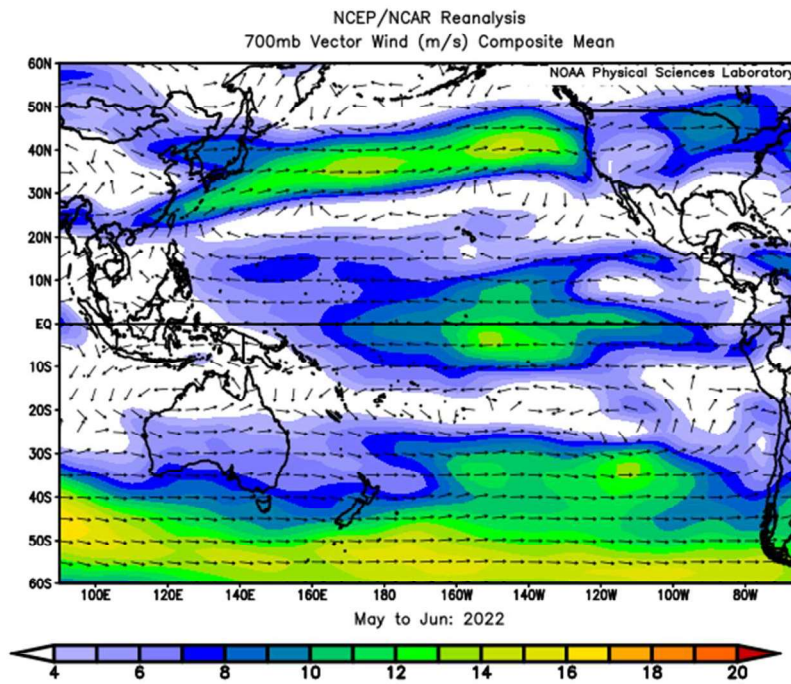 NCEP/NCAR Reanalysis
700mb Vector Wind (m/s) Composite Mean
NOAA Physical Sciences Laboratory
60N
50N
40N
30N
20N
10N
EQ
10S
20S
30S
40S
50S
60S
100E 120E 140E 160E 180 160W 140W 120W 100W 80W
May to Jun: 2022
4 6 8 10 12 14 16 18 20